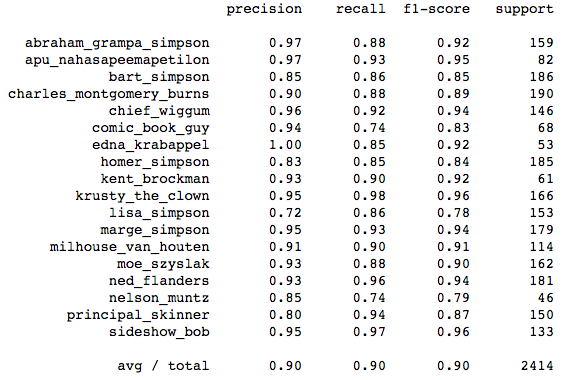 precision recall f1-score support
abraham_grampa_simpson 0.97 0.88 0.92 159
apu_nahasapeemapetilon 0.97 0.93 0.95 82
bart_simpson 0.85 0.86 0.85 186
charles_montgomery_burns 0.90 0.88 0.89 190
chief_wiggum 0.96 0.92 0.94 146
comic_book_guy 0.94 0.74 0.83 68
edna_krabappel 1.00 0.85 0.92 53
homer_simpson 0.83 0.85 0.84 185
kent_brockman 0.93 0.90 0.92 61
krusty_the_clown 0.95 0.98 0.96 166
lisa_simpson 0.72 0.86 0.78 153
marge_simpson 0.95 0.93 0.94 179
milhouse_van_houten 0.91 0.90 0.91 114
moe_szyslak 0.93 0.88 0.90 162
ned_flanders 0.93 0.96 0.94 181
nelson_muntz 0.85 0.74 0.79 46
principal_skinner 0.80 0.94 0.87 150
sideshow_bob 0.95 0.97 0.96 133
avg / total 0.90 0.90 0.90 2414